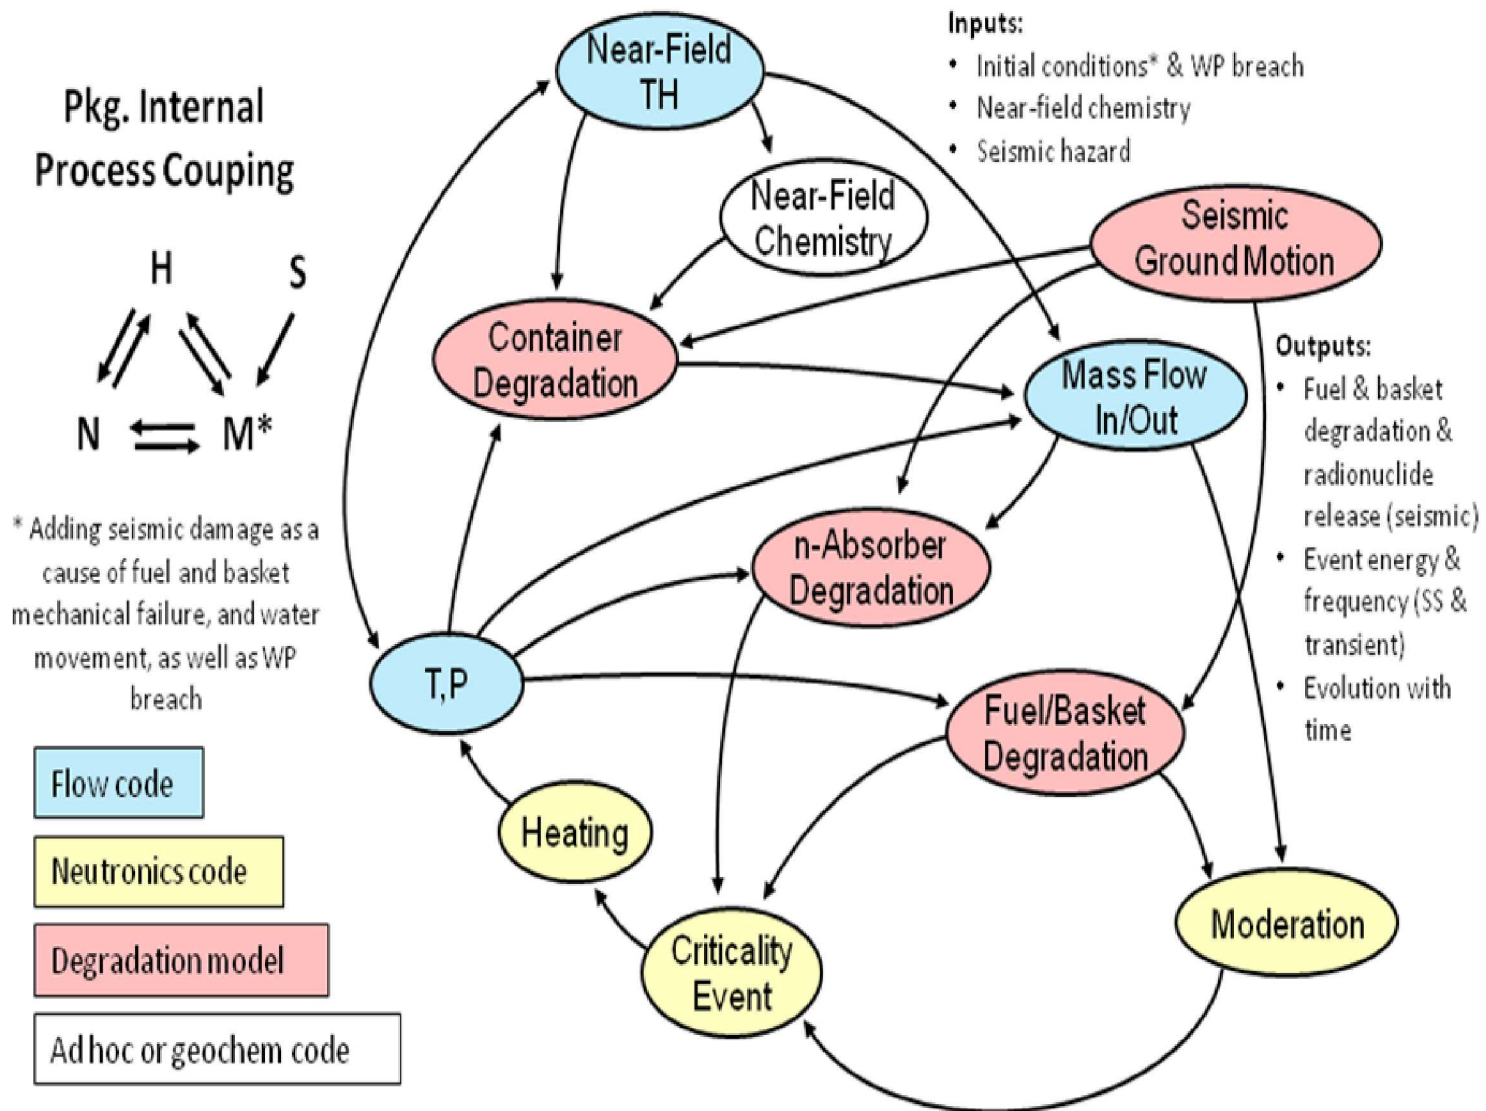 Pkg. Internal
Process Couping
H
S
N
M*
* Adding seismic damage as a
cause of fuel and basket
mechanical failure, and water
movement, as well as WP
breach
Flow code
Neutronics code
Degradation model
Ad hoc or geochem code
Near-Field
TH
Near-Field
Chemistry
Container
Degradation
Seismic
Ground Motion
Mass Flow
In/Out
n-Absorber
Degradation
T,P
Fuel/Basket
Degradation
Heating
Criticality
Event
Moderation
Inputs:
• Initial conditions* & WP breach
• Near-field chemistry
• Seismic hazard
Outputs:
• Fuel & basket
degradation &
radionuclide
release (seismic)
• Event energy &
frequency (SS &
transient)
• Evolution with
time